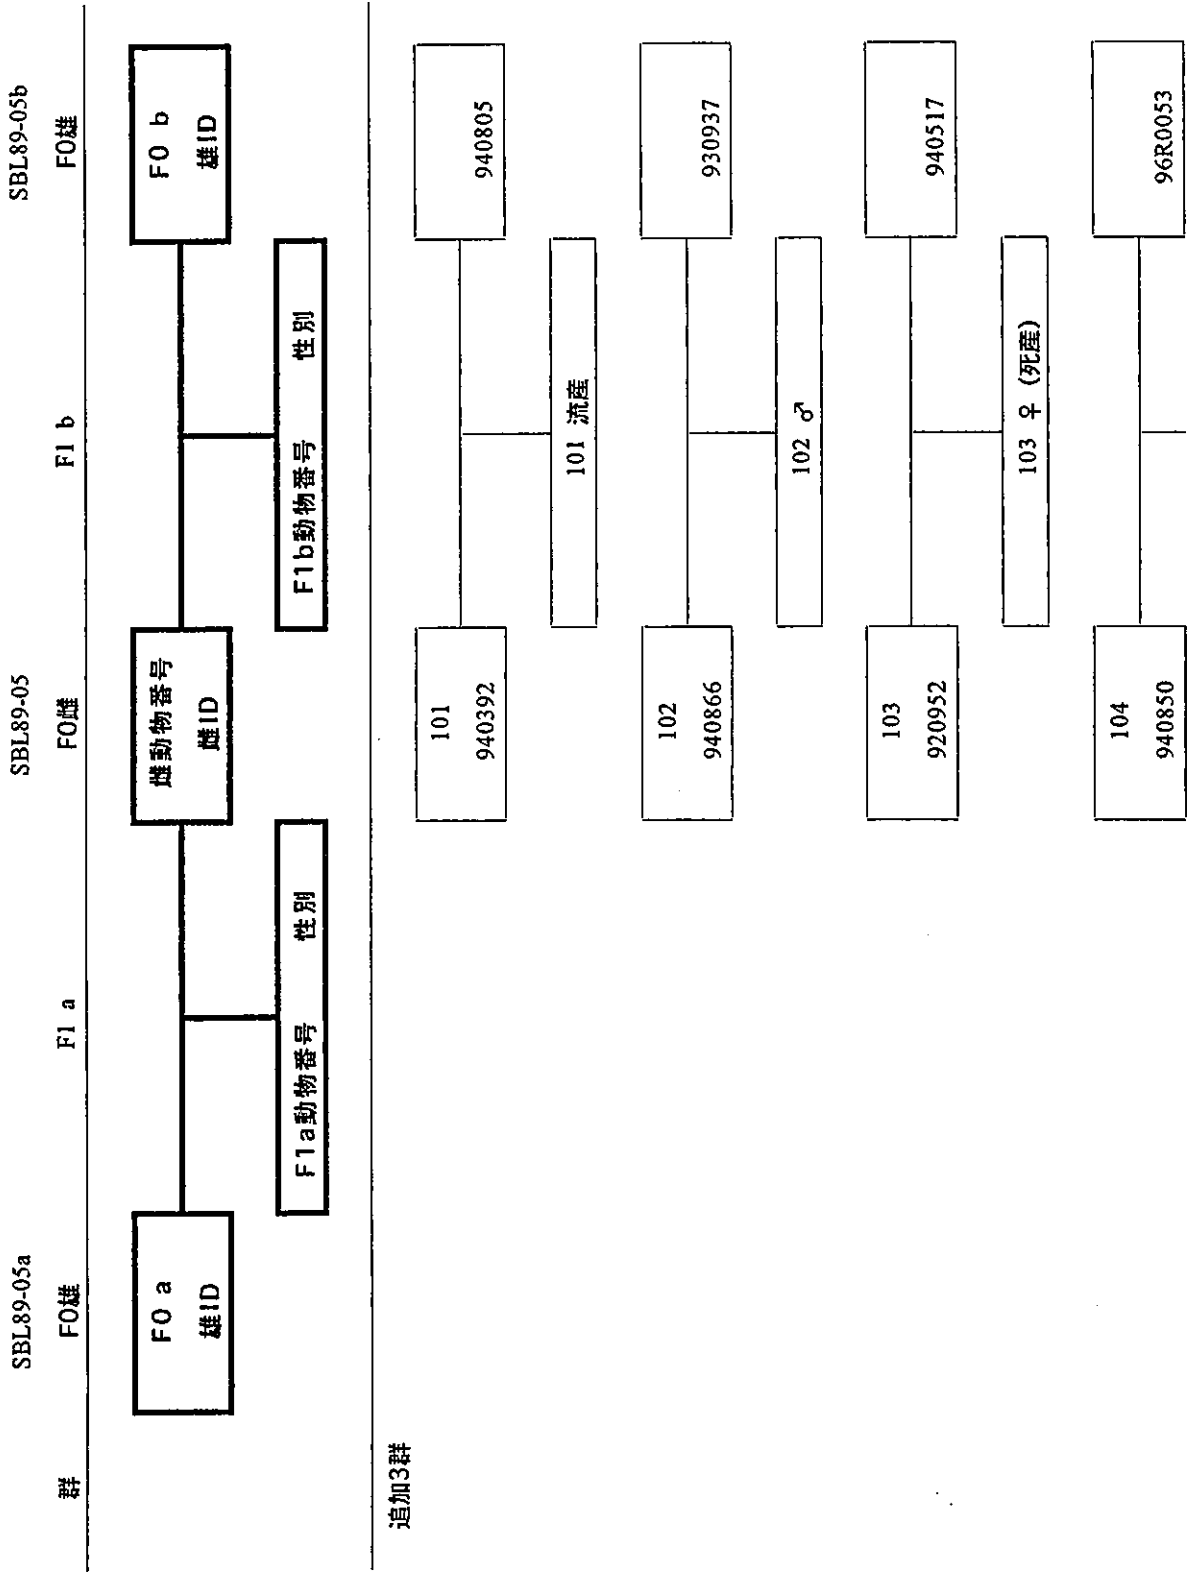 SBL89-05a SBL89-05 SBL89-05b
群 F0雄 F1 a F0雌 F1 b F0雄
F0 a 雌動物番号 F0 b
雄ID 雌ID 雄ID
F1a動物番号 性別 F1b動物番号 性別
追加3群
101
940392 940805
101 流産
102
940866 930937
102 ♂
103
920952 940517
103 ♀ (死産)
104
940850 96R0053